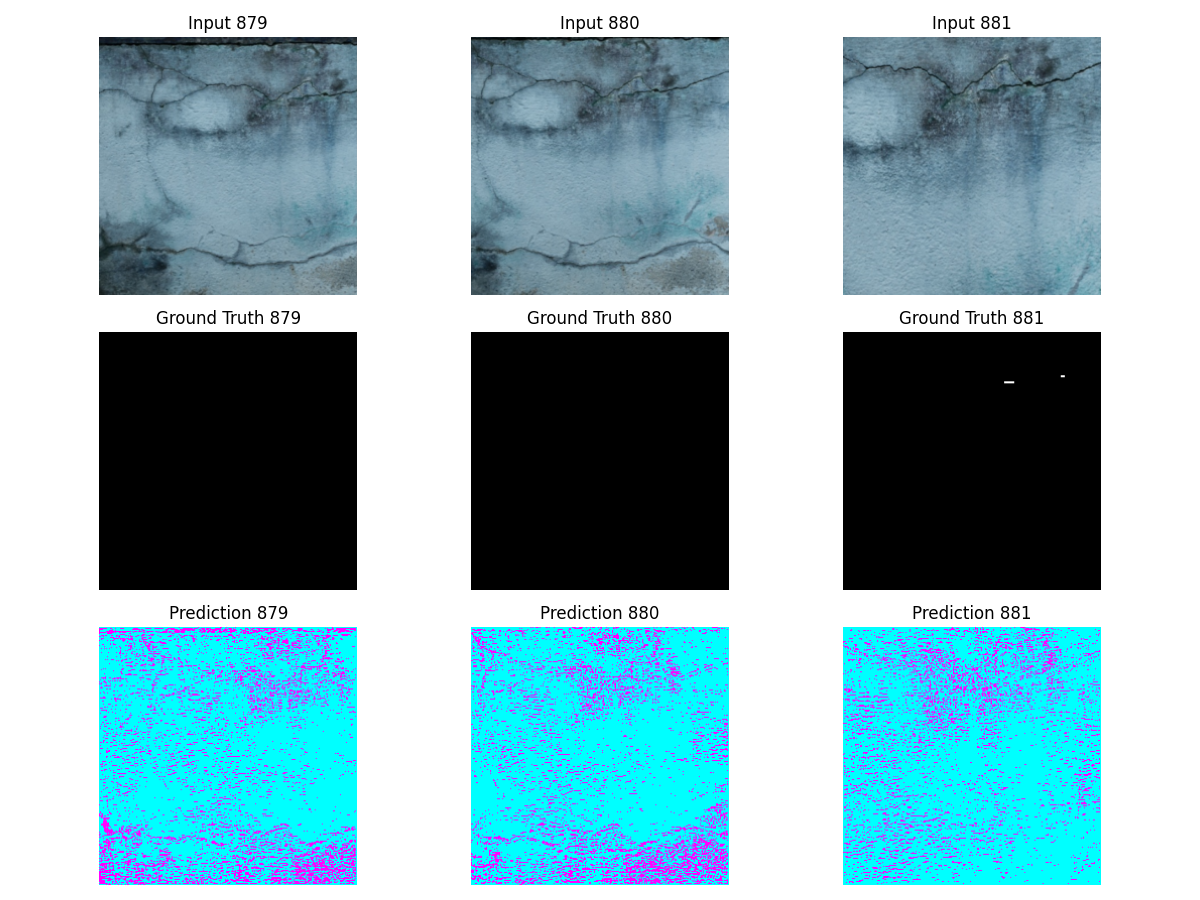 Input 879
Input 880
Input 881
Ground Truth 879
Ground Truth 880
Ground Truth 881
Prediction 879
Prediction 880
Prediction 881